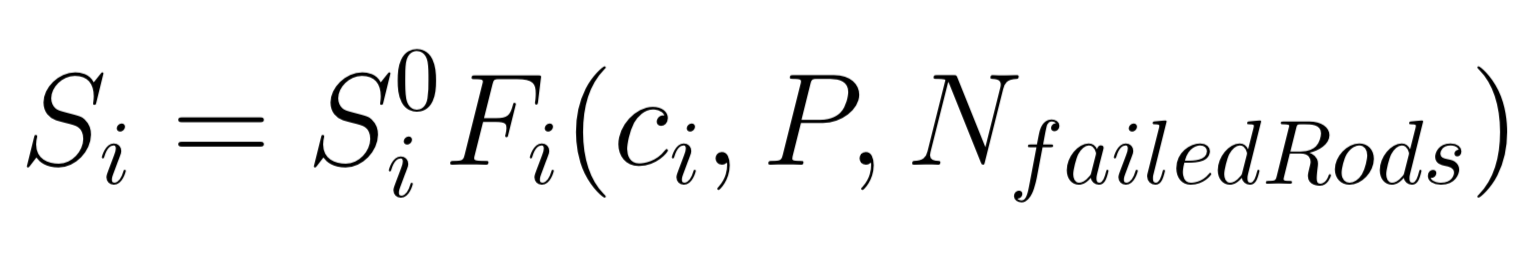 S_i = S_i^0 F_i(c_i, P, N_{failedRods})